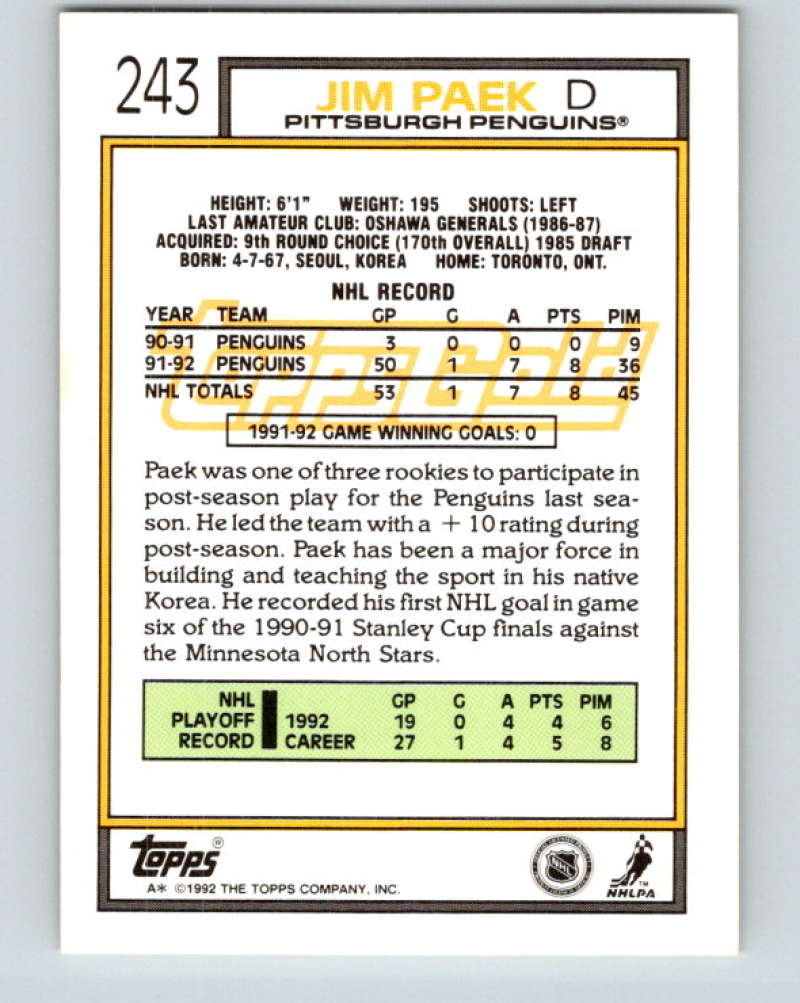 243
JIM PAEK D
PITTSBURGH PENGUINS®
HEIGHT: 6'1" WEIGHT: 195 SHOOTS: LEFT
LAST AMATEUR CLUB: OSHAWA GENERALS (1986-87)
ACQUIRED: 9th ROUND CHOICE (170th OVERALL) 1985 DRAFT
BORN: 4-7-67, SEOUL, KOREA HOME: TORONTO, ONT.
NHL RECORD
YEAR TEAM GP G A PTS PIM
90-91 PENGUINS 3 0 0 0 9
91-92 PENGUINS 50 1 7 8 36
NHL TOTALS 53 1 7 8 45
ToppsGold
1991-92 GAME WINNING GOALS: 0
Paek was one of three rookies to participate in
post-season play for the Penguins last sea-
son. He led the team with a + 10 rating during
post-season. Paek has been a major force in
building and teaching the sport in his native
Korea. He recorded his first NHL goal in game
six of the 1990-91 Stanley Cup finals against
the Minnesota North Stars.
NHL GP G A PTS PIM
PLAYOFF 1992 19 0 4 4 6
RECORD CAREER 27 1 4 5 8
TOPPS®
A* ©1992 THE TOPPS COMPANY, INC.
NHL
NHLPA™